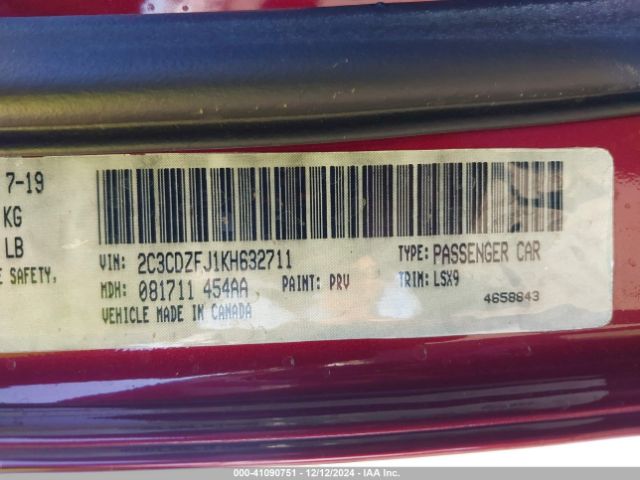 7-19
KG
LB
E SAFETY,
VIN: 2C3CDZFJ1KH632711
TYPE: PASSENGER CAR
MDH: 081711 454AA PAINT: PRV
TRIM: LSX9
VEHICLE MADE IN CANADA
4658643
000-41090751 - 12/12/2024 - IAA Inc.